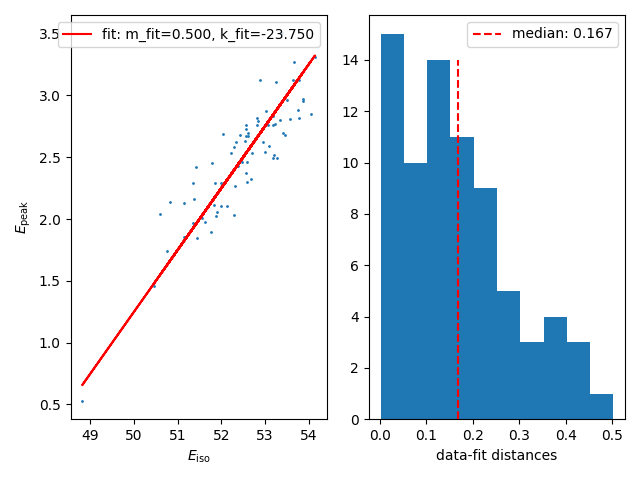 fit: m_fit=0.500, k_fit=-23.750
3.5
3.0
2.5
2.0
1.5
1.0
0.5
E_peak
49 50 51 52 53 54
E_iso
median: 0.167
14
12
10
8
6
4
2
0
0.0 0.1 0.2 0.3 0.4 0.5
data-fit distances